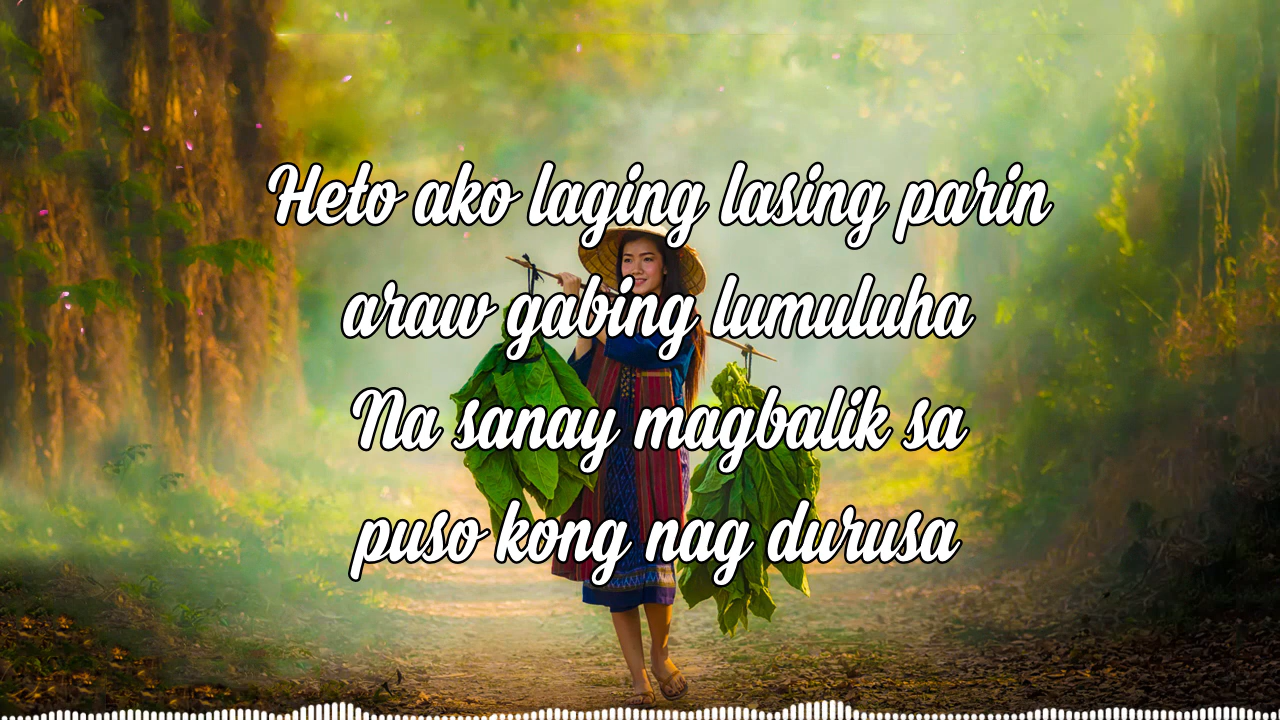 Heto ako laging lasing parin
araw gabing lumuluha
Na sanay magbalik sa
puso kong nag durusa